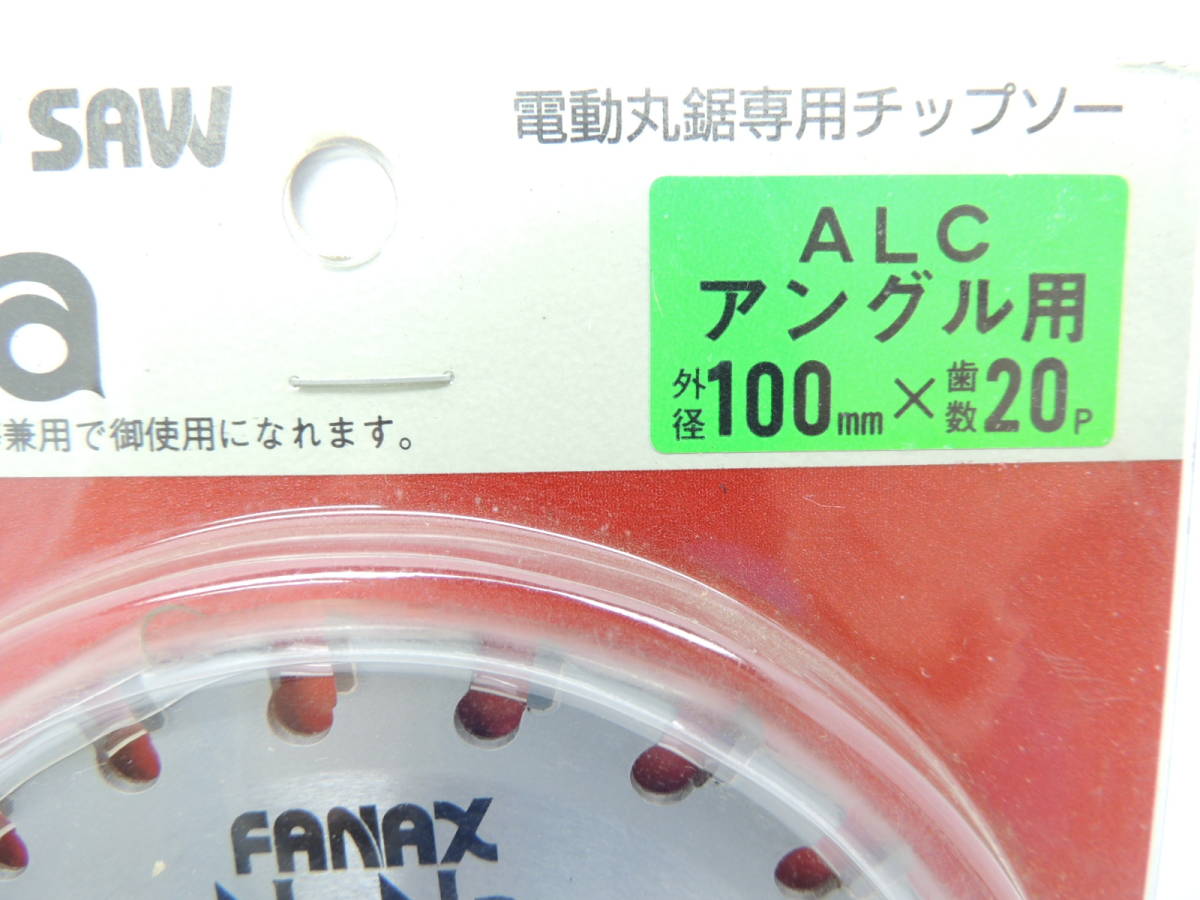 SAW
電動丸鋸専用チップソー
ALC
アングル用
外径100mm×歯数20P
a
兼用で御使用になれます。
FANAX